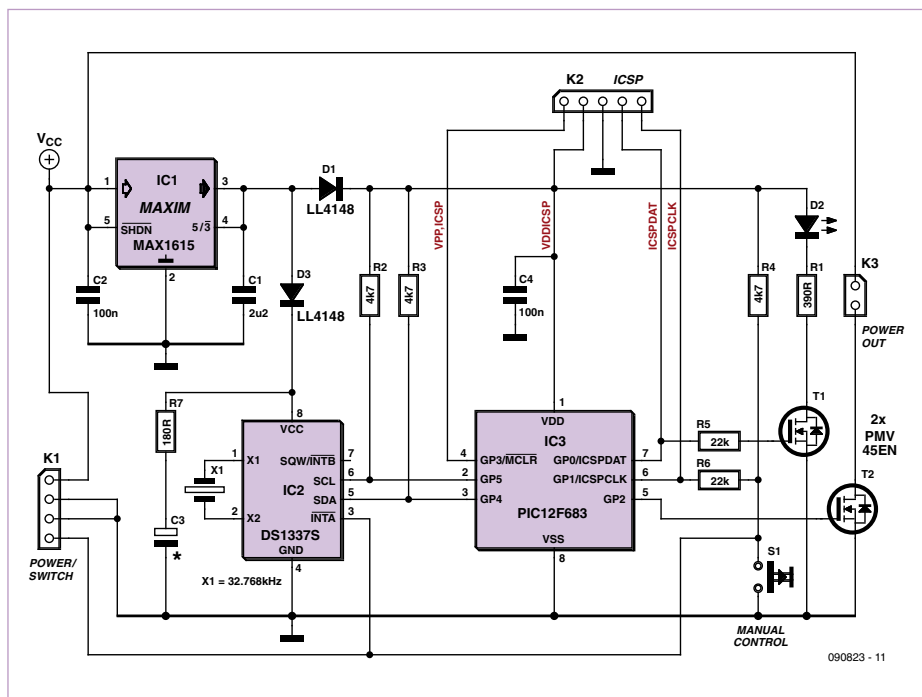 K2 ICSP
VCC
IC1
MAXIM
MAX1615
1
3
5
SHDN
5/3
4
2
C2
100n
C1
2u2
D1
LL4148
D3
LL4148
R2
4k7
R3
4k7
VPP,ICSP
VDDICSP
ICSPDAT
ICSPCLK
C4
100n
R4
4k7
D2
R1
390R
K3
POWER
OUT
T1
2x
PMV
45EN
T2
R7
180R
C3
*
K1
POWER/
SWITCH
X1
X1 = 32.768kHz
8
VCC
1
X1
SQW/INTB
7
IC2
SCL
6
SDA
5
2
X2
INTA
3
DS1337S
GND
4
1
VDD
IC3
4
GP3/MCLR
GP0/ICSPDAT
7
2
GP5
GP1/ICSPCLK
6
3
GP4
GP2
5
PIC12F683
VSS
8
R5
22k
R6
22k
S1
MANUAL
CONTROL
090823 - 11